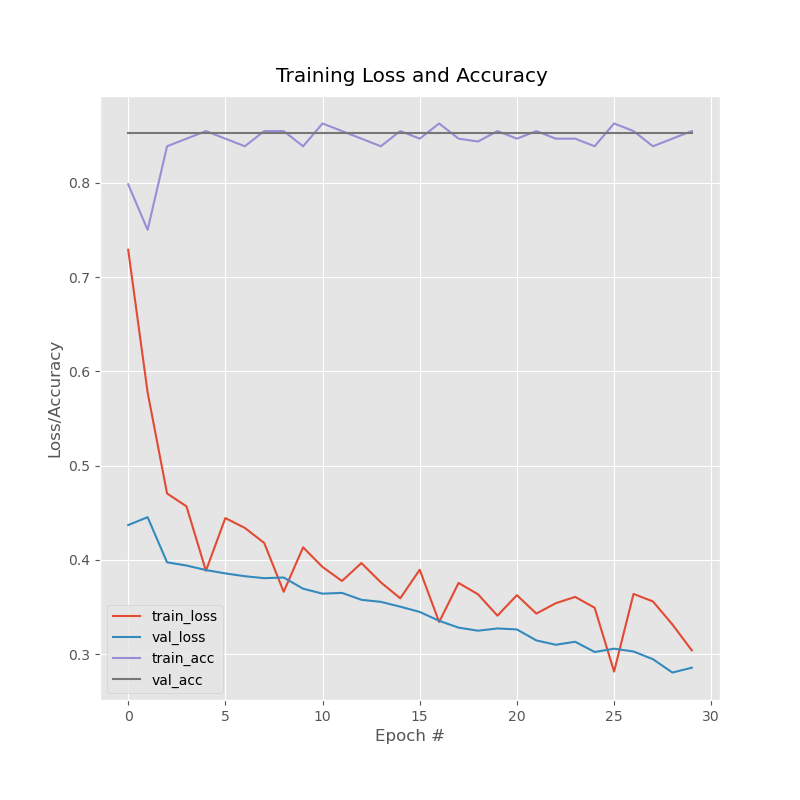 Training Loss and Accuracy
Loss/Accuracy
0.8
0.7
0.6
0.5
0.4
0.3
train_loss
val_loss
train_acc
val_acc
0 5 10 15 20 25 30
Epoch #